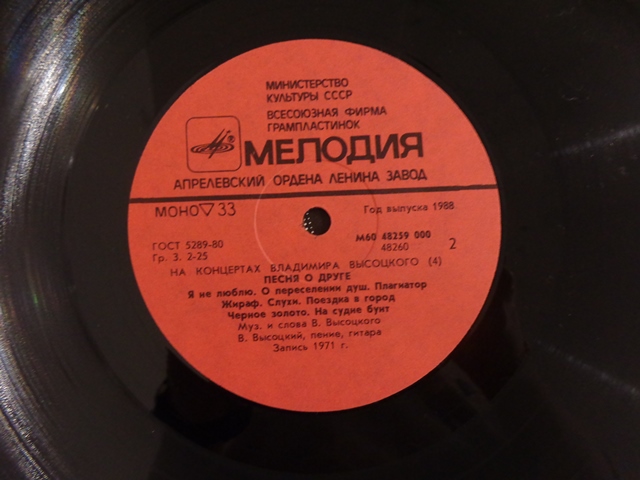 МИНИСТЕРСТВО
КУЛЬТУРЫ СССР
ВСЕСОЮЗНАЯ ФИРМА
ГРАМПЛАСТИНОК
МЕЛОДИЯ
АПРЕЛЕВСКИЙ ОРДЕНА ЛЕНИНА ЗАВОД
МОНО▽33
Год выпуска 1988
ГОСТ 5289-80
Гр. 3. 2-25
М60 48259 000
48260
2
НА КОНЦЕРТАХ ВЛАДИМИРА ВЫСОЦКОГО (4)
ПЕСНЯ О ДРУГЕ
Я не люблю. О переселении душ. Плагиатор
Жираф. Слухи. Поездка в город
Черное золото. На судне бунт
Муз. и слова В. Высоцкого
В. Высоцкий, пение, гитара
Запись 1971 г.